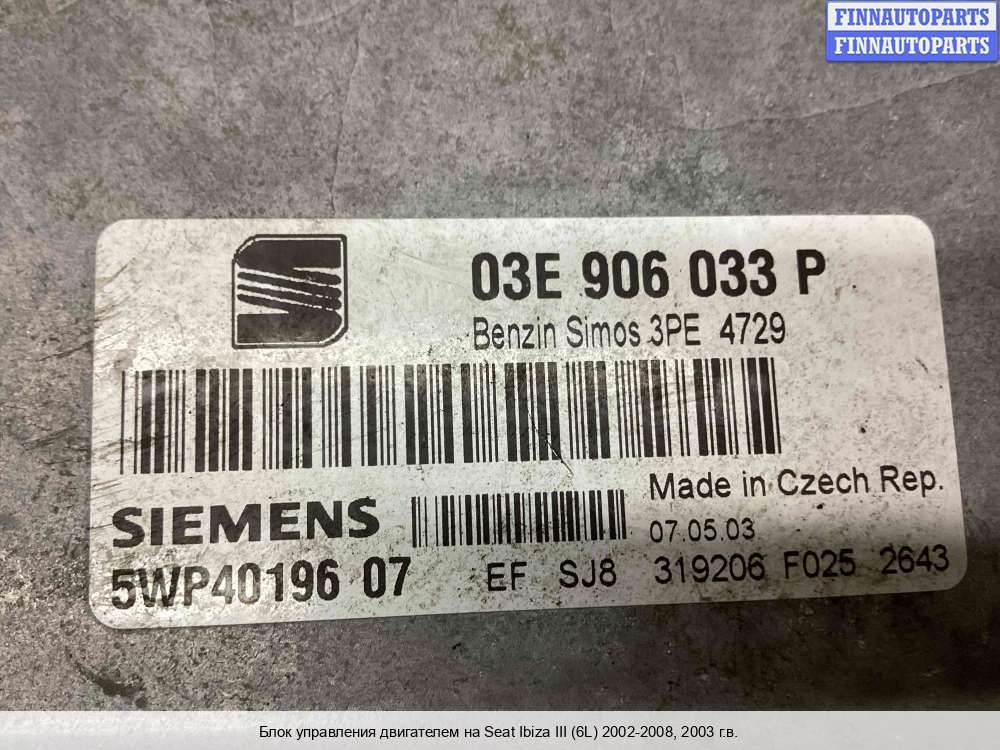 FINNAUTOPARTS
FINNAUTOPARTS
03E 906 033 P
Benzin Simos 3PE 4729
Made in Czech Rep.
SIEMENS
07.05.03
5WP40196 07
EF SJ8 319206 F025 2643
Блок управления двигателем на Seat Ibiza III (6L) 2002-2008, 2003 г.в.